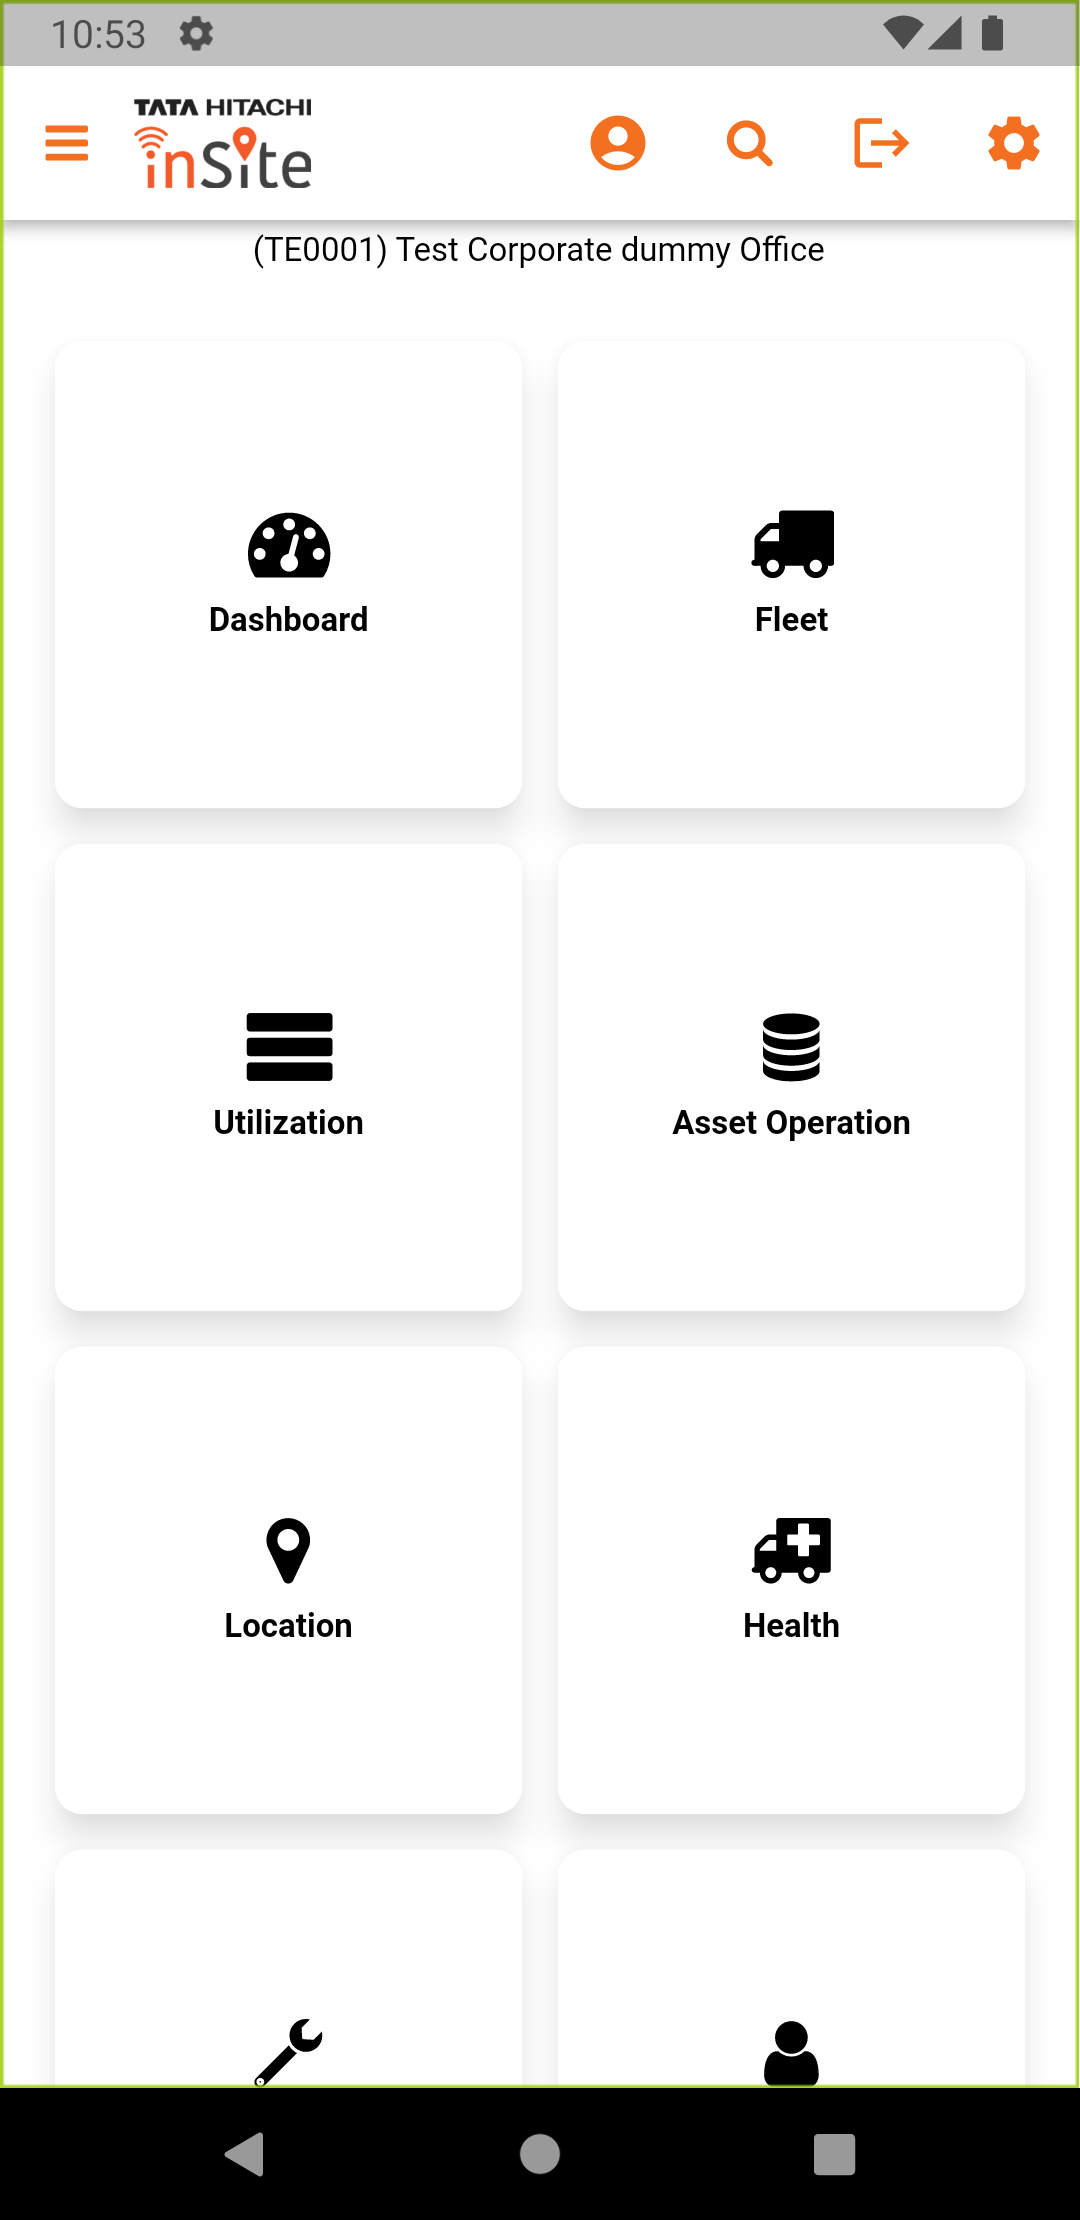 10:53
TATA HITACHI
inSite
(TE0001) Test Corporate dummy Office
Dashboard
Fleet
Utilization
Asset Operation
Location
Health